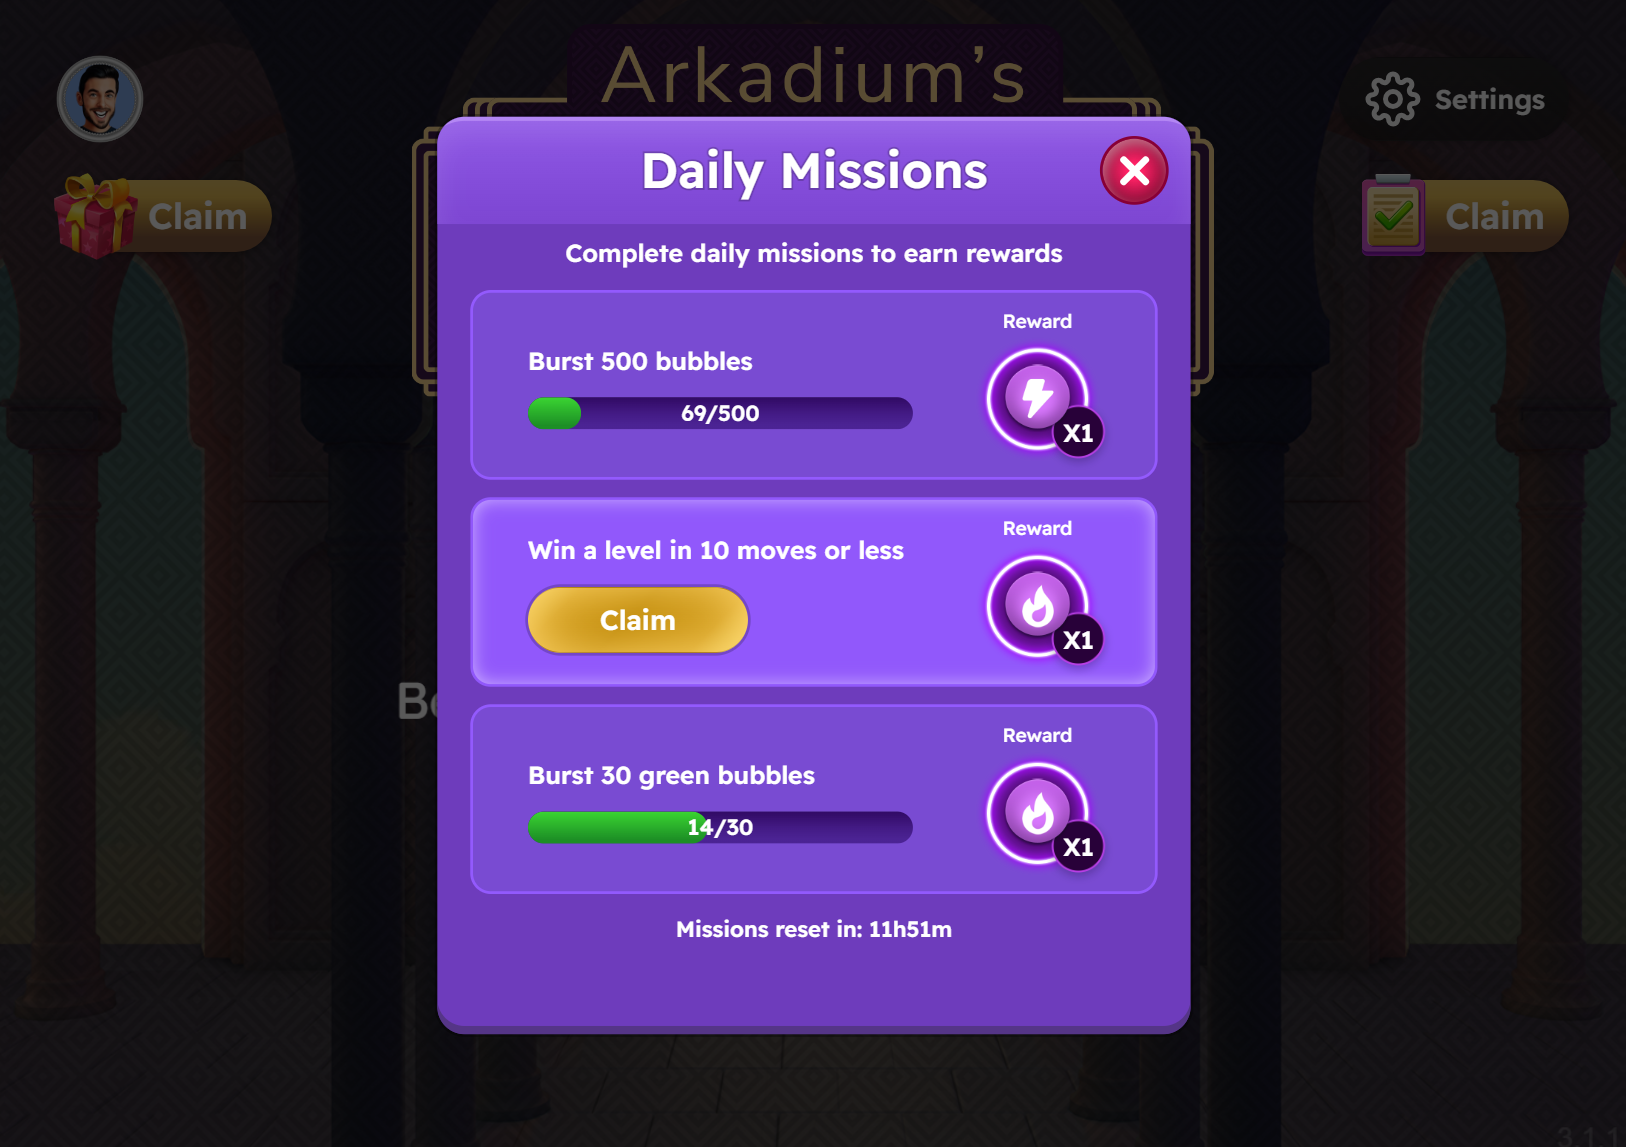 Arkadium's
Settings
Claim
Claim
Daily Missions
Complete daily missions to earn rewards
Reward
Burst 500 bubbles
69/500
X1
Reward
Win a level in 10 moves or less
Claim
X1
Reward
Burst 30 green bubbles
14/30
X1
Missions reset in: 11h51m
3.1.1